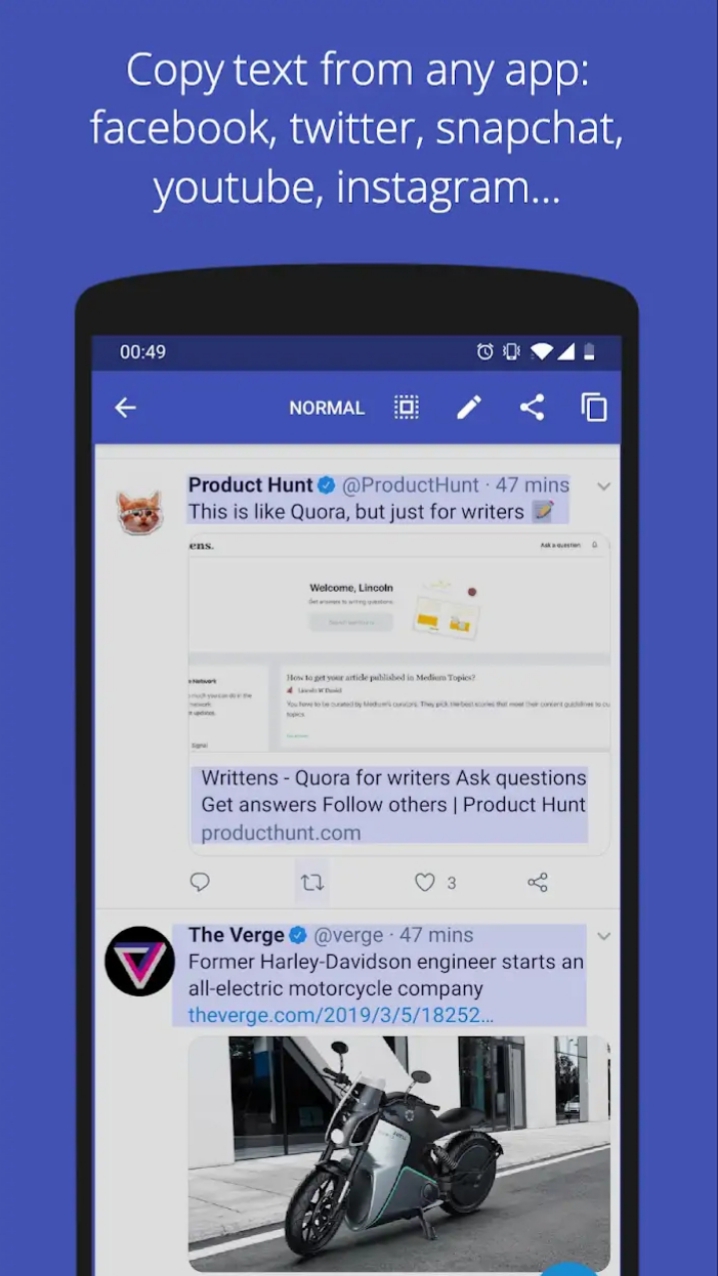 Copy text from any app:
facebook, twitter, snapchat,
youtube, instagram...
00:49
NORMAL
Product Hunt @ProductHunt · 47 mins
This is like Quora, but just for writers
ens.
Ask a question
Welcome, Lincoln
Get answers to writing questions.
How to get your article published in Medium Topics?
Lincoln W Daniel
You have to be curated by Medium's curators. They pick the best stories that meet their content guidelines to cu
topics.
Writtens - Quora for writers Ask questions
Get answers Follow others | Product Hunt
producthunt.com
3
The Verge @verge · 47 mins
Former Harley-Davidson engineer starts an
all-electric motorcycle company
theverge.com/2019/3/5/18252...